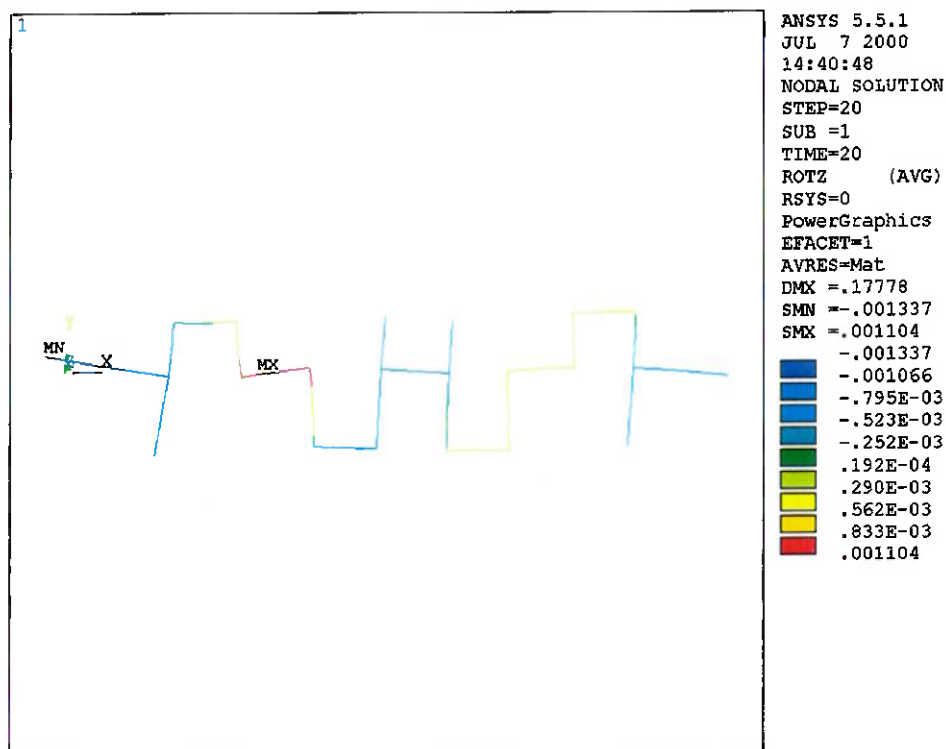 1
ANSYS 5.5.1
JUL 7 2000
14:40:48
NODAL SOLUTION
STEP=20
SUB =1
TIME=20
ROTZ (AVG)
RSYS=0
PowerGraphics
EFACET=1
AVRES=Mat
DMX =.17778
SMN =-.001337
SMX =.001104
-.001337
-.001066
-.795E-03
-.523E-03
-.252E-03
.192E-04
.290E-03
.562E-03
.833E-03
.001104
Y
MN
X
MX